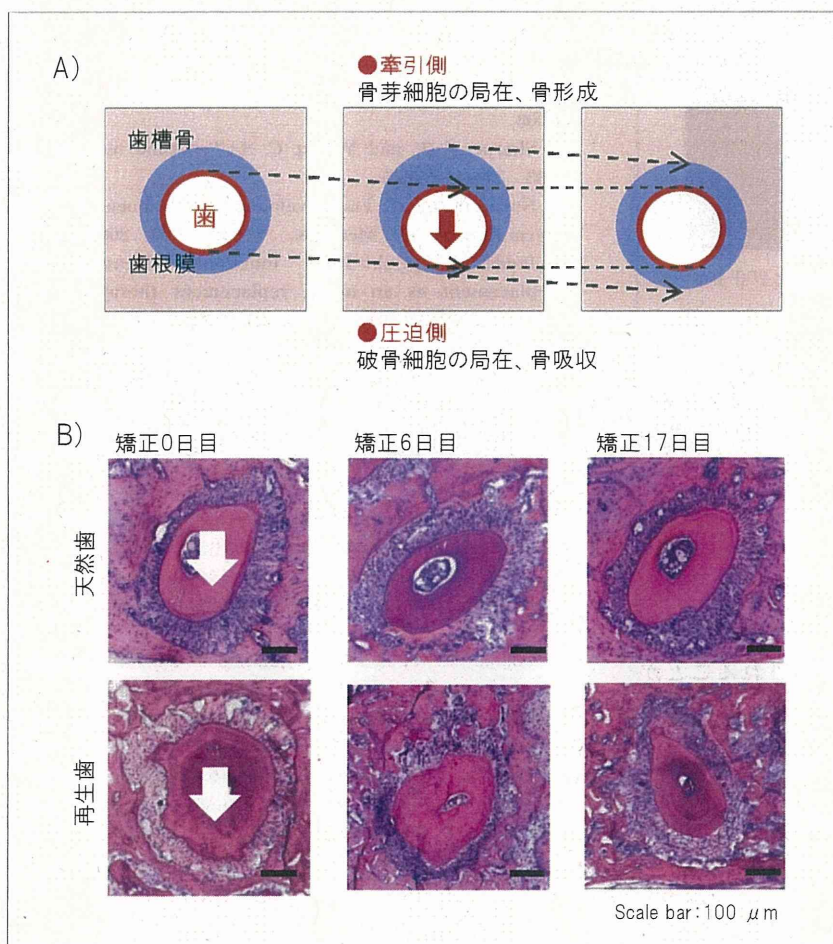 A)
●牽引側
骨芽細胞の局在、骨形成
歯槽骨
歯
歯根膜
●圧迫側
破骨細胞の局在、骨吸収
B)
矯正0日目
矯正6日目
矯正17日目
天然歯
再生歯
Scale bar:100 μm